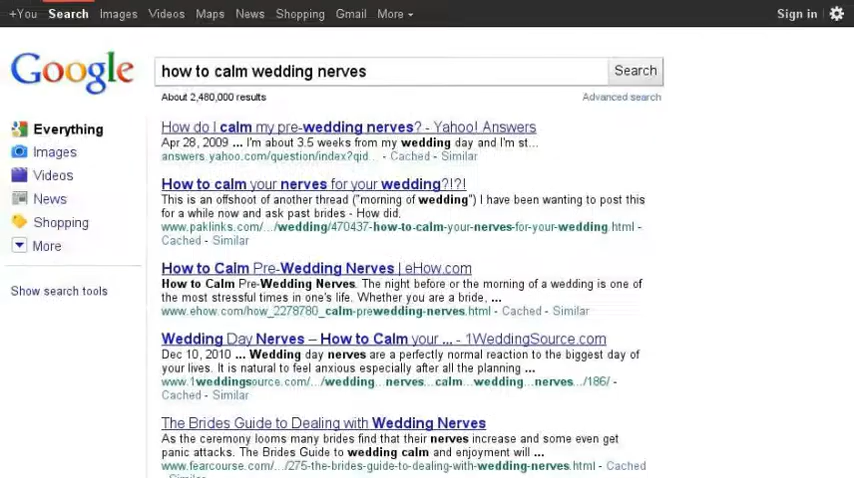 +You Search Images Videos Maps News Shopping Gmail More Sign in
Google
how to calm wedding nerves
Search
About 2,480,000 results
Advanced search
Everything
Images
Videos
News
Shopping
More
Show search tools
How do I calm my pre-wedding nerves? - Yahoo! Answers
Apr 28, 2009 ... I'm about 3.5 weeks from my wedding day and I'm st...
answers.yahoo.com/question/index?qid... - Cached - Similar
How to calm your nerves for your wedding?!?!
This is an offshoot of another thread ("morning of wedding") I have been wanting to post this
for a while now and ask past brides - How did.
www.paklinks.com/.../wedding/470437-how-to-calm-your-nerves-for-your-wedding.html -
Cached - Similar
How to Calm Pre-Wedding Nerves | eHow.com
How to Calm Pre-Wedding Nerves. The night before or the morning of a wedding is one of
the most stressful times in one's life. Whether you are a bride, ...
www.ehow.com/how_2278780_calm-prewedding-nerves.html - Cached - Similar
Wedding Day Nerves – How to Calm your ... - 1WeddingSource.com
Dec 10, 2010 ... Wedding day nerves are a perfectly normal reaction to the biggest day of
your lives. It is natural to feel anxious especially after all the planning ...
www.1weddingsource.com/.../wedding...nerves...calm...wedding...nerves.../186/ -
Cached - Similar
The Brides Guide to Dealing with Wedding Nerves
As the ceremony looms many brides find that their nerves increase and some even get
panic attacks. The Brides Guide to wedding calm and enjoyment will ...
www.fearcourse.com/.../275-the-brides-guide-to-dealing-with-wedding-nerves.html - Cached
- Similar